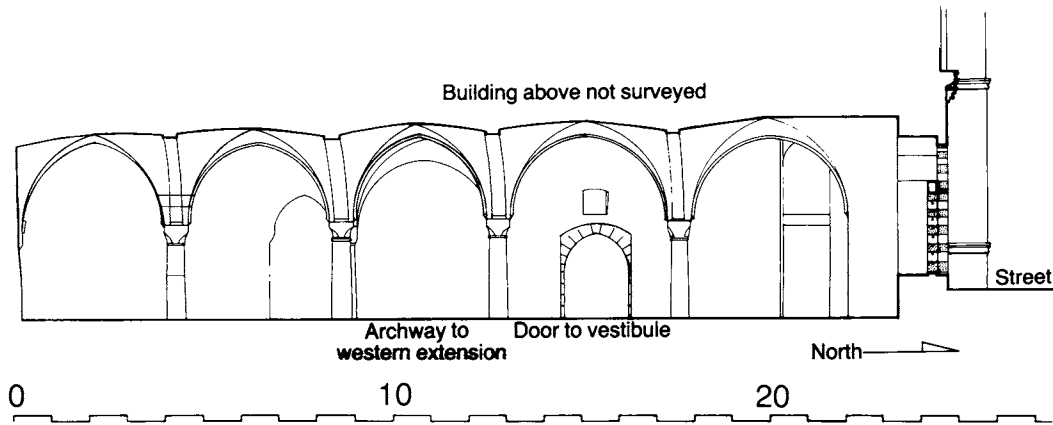 Building above not surveyed
Street
Archway to
western extension
Door to vestibule
North
0
10
20